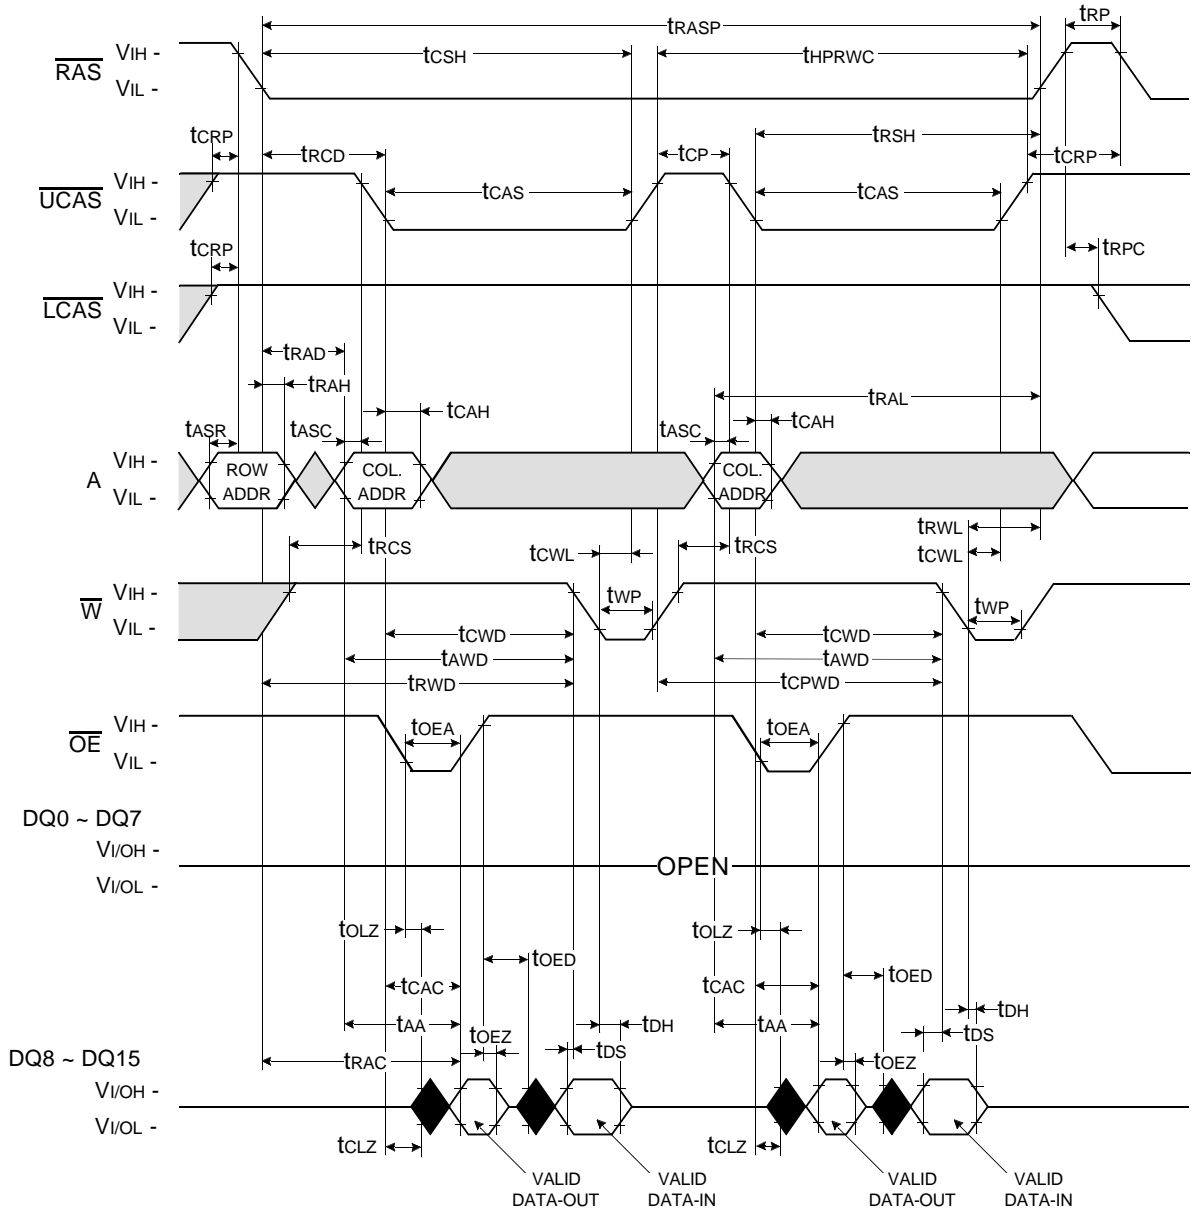 tRASP
tRP
VIH -
RAS
VIL -
tCSH
tHPRWC
tCRP
tRCD
tCP
tRSH
tCRP
VIH -
UCAS
VIL -
tCAS
tCAS
tCRP
tRPC
VIH -
LCAS
VIL -
tRAD
tRAH
tCAH
tRAL
tCAH
tASR
tASC
tASC
A
VIH -
VIL -
ROW
ADDR
COL.
ADDR
COL.
ADDR
tRWL
tRCS
tCWL
tRCS
tCWL
VIH -
W
VIL -
tWP
tWP
tCWD
tCWD
tAWD
tAWD
tRWD
tCPWD
VIH -
OE
VIL -
tOEA
tOEA
DQ0 ~ DQ7
VI/OH -
VI/OL -
OPEN
tOLZ
tOLZ
tOED
tOED
tCAC
tCAC
tDH
tAA
tOEZ
tDH
tAA
tDS
tDS
tRAC
tOEZ
DQ8 ~ DQ15
VI/OH -
VI/OL -
tCLZ
tCLZ
VALID
DATA-OUT
VALID
DATA-IN
VALID
DATA-OUT
VALID
DATA-IN